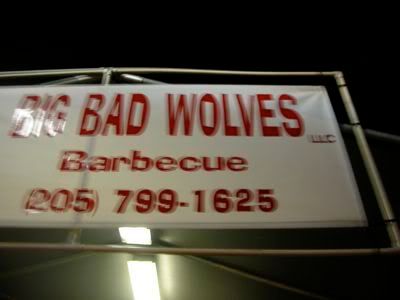 BIG BAD WOLVES LLC
Barbecue
(205) 799-1625